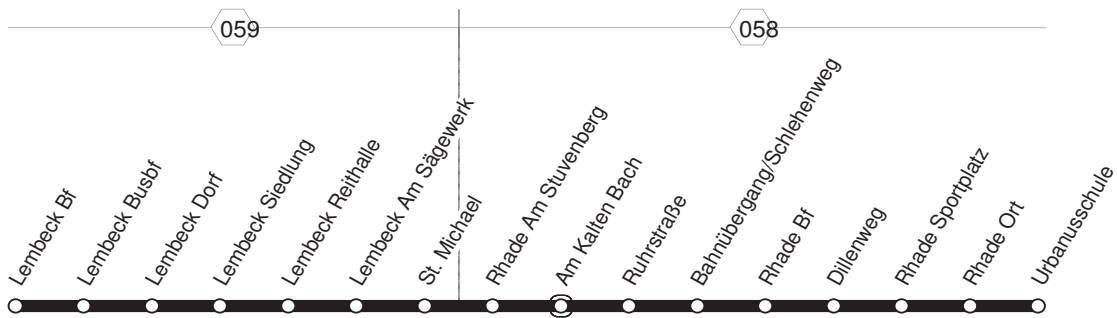 059
058
Lembeck Bf
Lembeck Busbf
Lembeck Dorf
Lembeck Siedlung
Lembeck Reithalle
Lembeck Am Sägewerk
St. Michael
Rhade Am Stuvenberg
Am Kalten Bach
Ruhrstraße
Bahnübergang/Schlehenweg
Rhade Bf
Dillenweg
Rhade Sportplatz
Rhade Ort
Urbanusschule